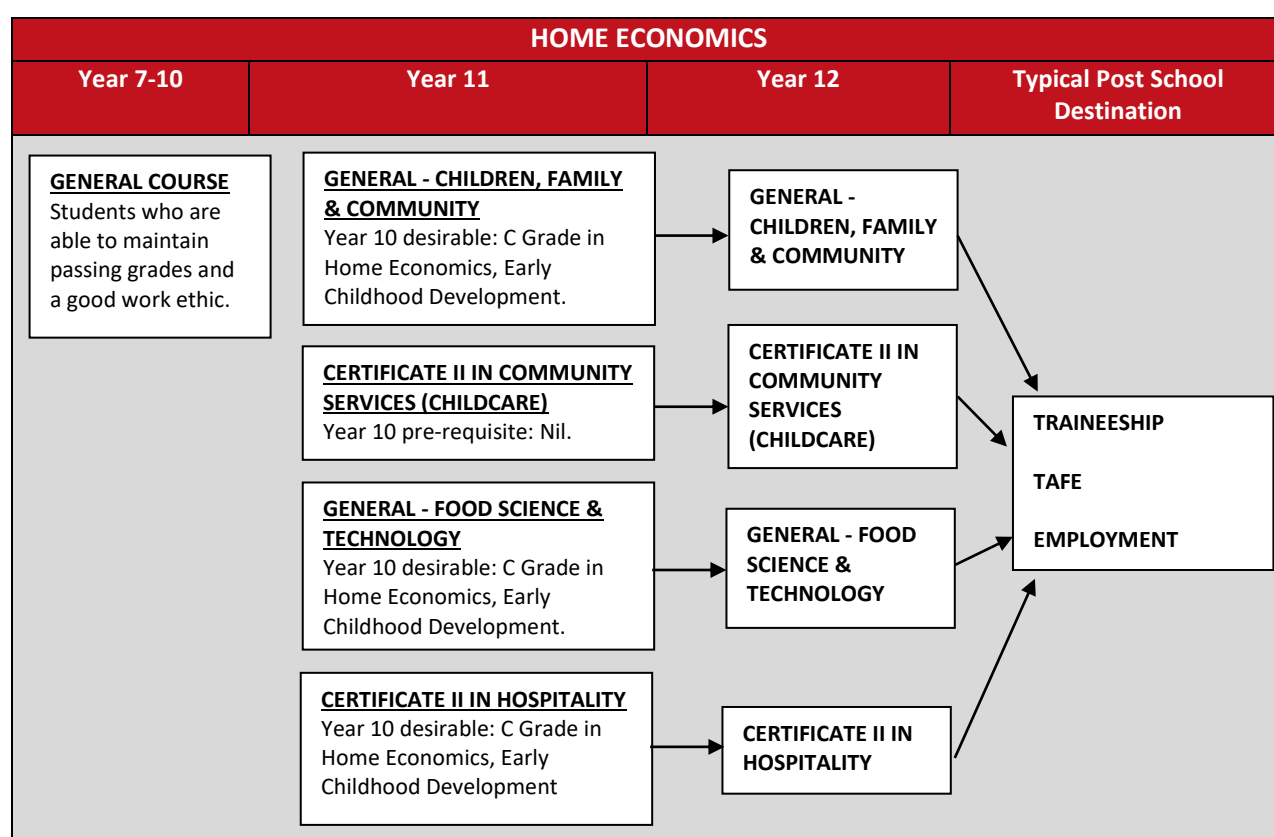 HOME ECONOMICS
Year 7-10
Year 11
Year 12
Typical Post School
Destination
GENERAL COURSE
Students who are
able to maintain
passing grades and
a good work ethic.
GENERAL - CHILDREN, FAMILY
& COMMUNITY
Year 10 desirable: C Grade in
Home Economics, Early
Childhood Development.
GENERAL -
CHILDREN, FAMILY
& COMMUNITY
CERTIFICATE II IN COMMUNITY
SERVICES (CHILDCARE)
Year 10 pre-requisite: Nil.
CERTIFICATE II IN
COMMUNITY
SERVICES
(CHILDCARE)
GENERAL - FOOD SCIENCE &
TECHNOLOGY
Year 10 desirable: C Grade in
Home Economics, Early
Childhood Development.
GENERAL - FOOD
SCIENCE &
TECHNOLOGY
CERTIFICATE II IN HOSPITALITY
Year 10 desirable: C Grade in
Home Economics, Early
Childhood Development
CERTIFICATE II IN
HOSPITALITY
TRAINEESHIP
TAFE
EMPLOYMENT